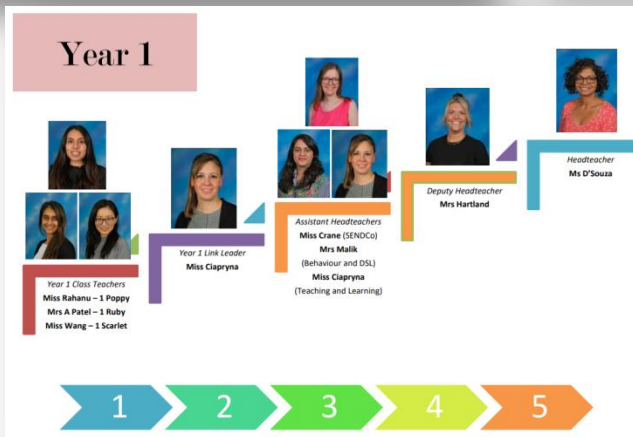 Year 1
Year 1 Class Teachers
Miss Rahanu – 1 Poppy
Mrs A Patel – 1 Ruby
Miss Wang – 1 Scarlet
Year 1 Link Leader
Miss Ciapryna
Assistant Headteachers
Miss Crane (SENDCo)
Mrs Malik
(Behaviour and DSL)
Miss Ciapryna
(Teaching and Learning)
Deputy Headteacher
Mrs Hartland
Headteacher
Ms D'Souza
1 2 3 4 5